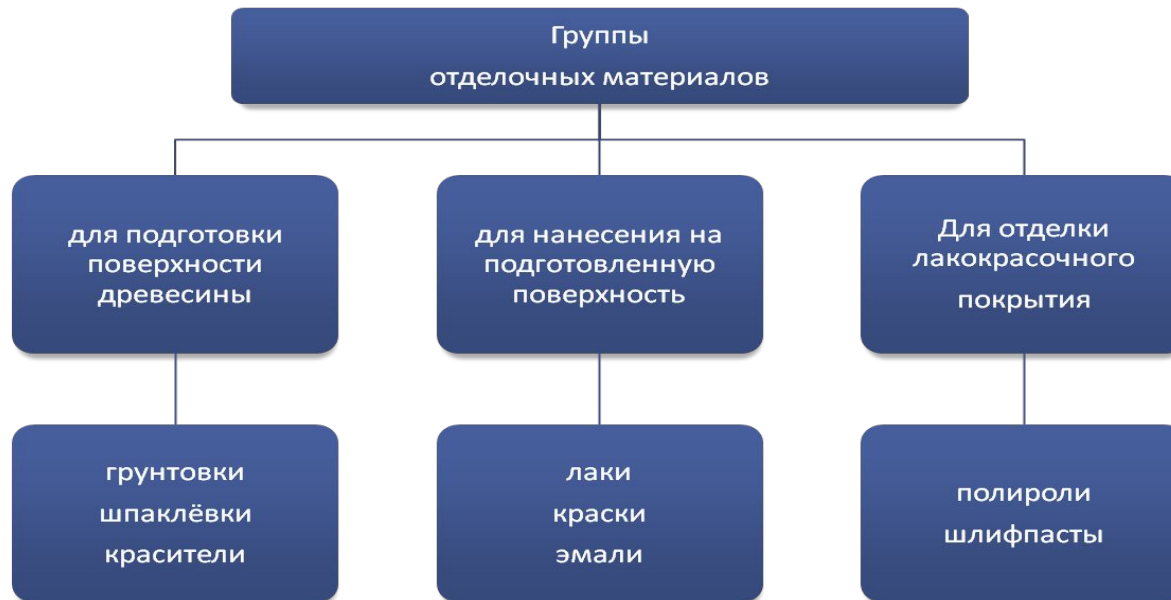 Группы
отделочных материалов
для подготовки
поверхности
древесины
для нанесения на
подготовленную
поверхность
Для отделки
лакокрасочного
покрытия
грунтовки
шпаклёвки
красители
лаки
краски
эмали
полироли
шлифпасты